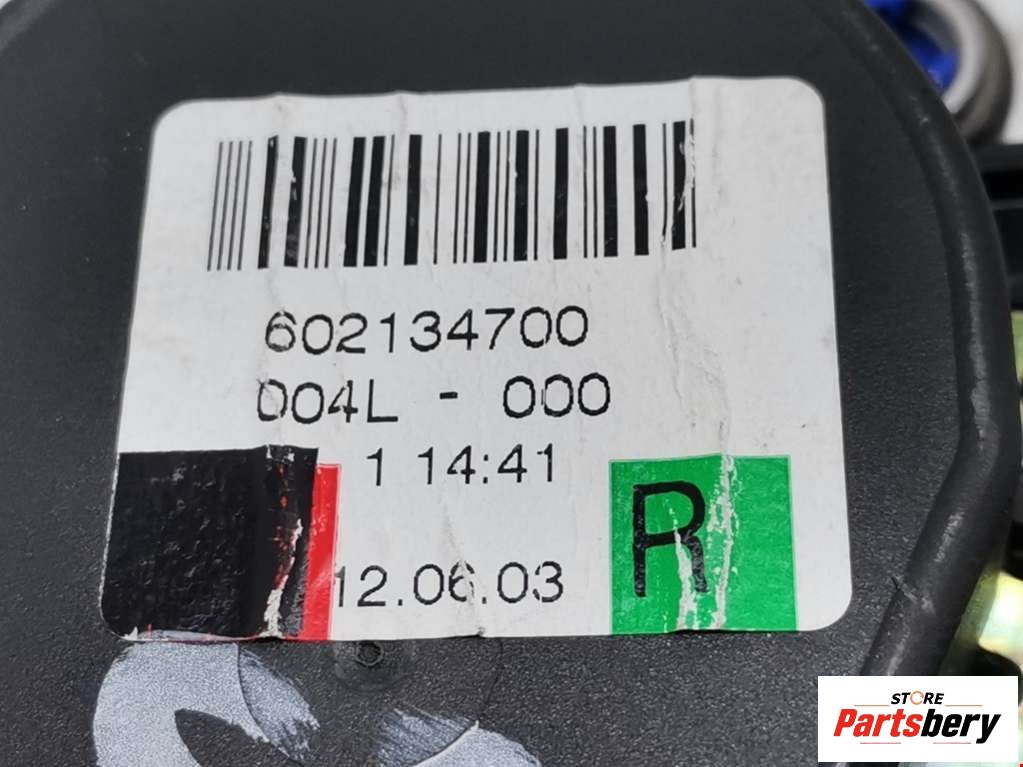 602134700
004L - 000
1 14:41
R
12.06.03
STORE
Partsbery